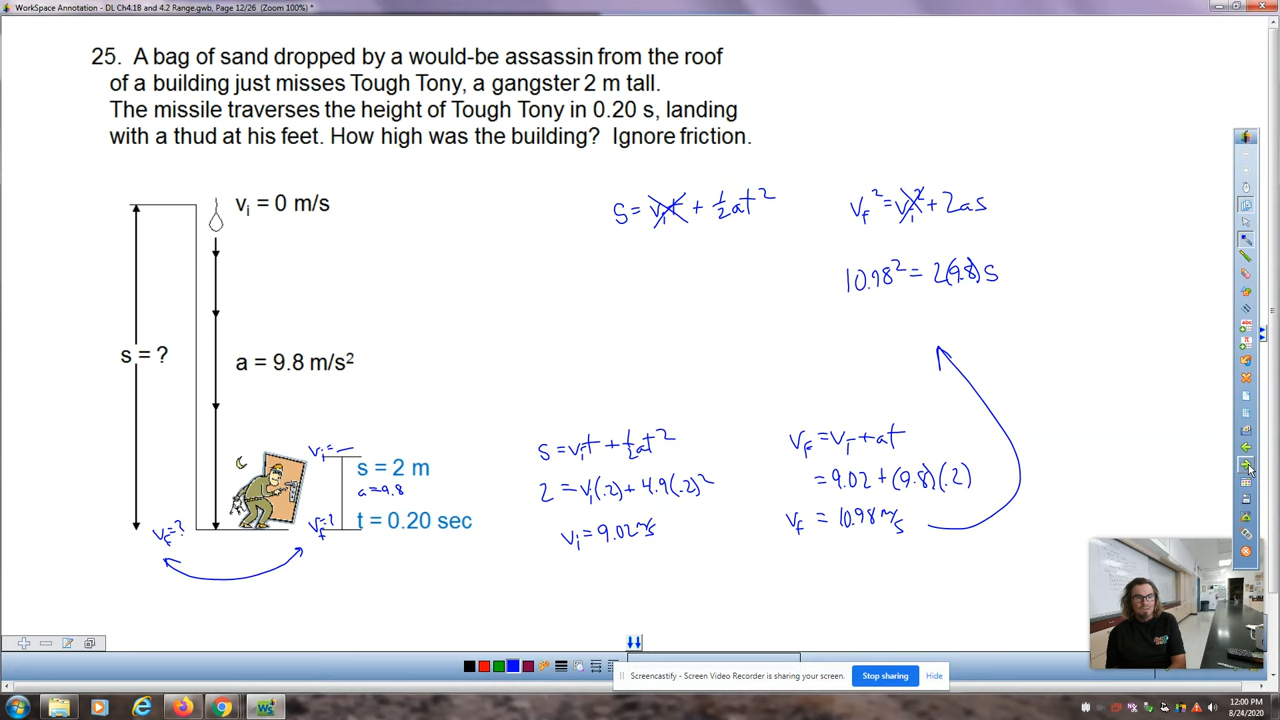 WorkSpace Annotation - DL Ch4.1B and 4.2 Range.gwb, Page 12/26 (Zoom 100%) *
25. A bag of sand dropped by a would-be assassin from the roof
of a building just misses Tough Tony, a gangster 2 m tall.
The missile traverses the height of Tough Tony in 0.20 s, landing
with a thud at his feet. How high was the building? Ignore friction.
vi = 0 m/s
s = ?
a = 9.8 m/s²
s = vit + ½at²
vf² = vi² + 2as
10.98² = 2(9.8)s
vi = —
s = 2 m
a = 9.8
t = 0.20 sec
vf = ?
vf = ?
s = vit + ½at²
2 = vi(.2) + 4.9(.2)²
vi = 9.02 m/s
vf = vi + at
= 9.02 + (9.8)(.2)
vf = 10.98 m/s
Screencastify - Screen Video Recorder is sharing your screen.
Stop sharing
Hide
12:00 PM
8/24/2020